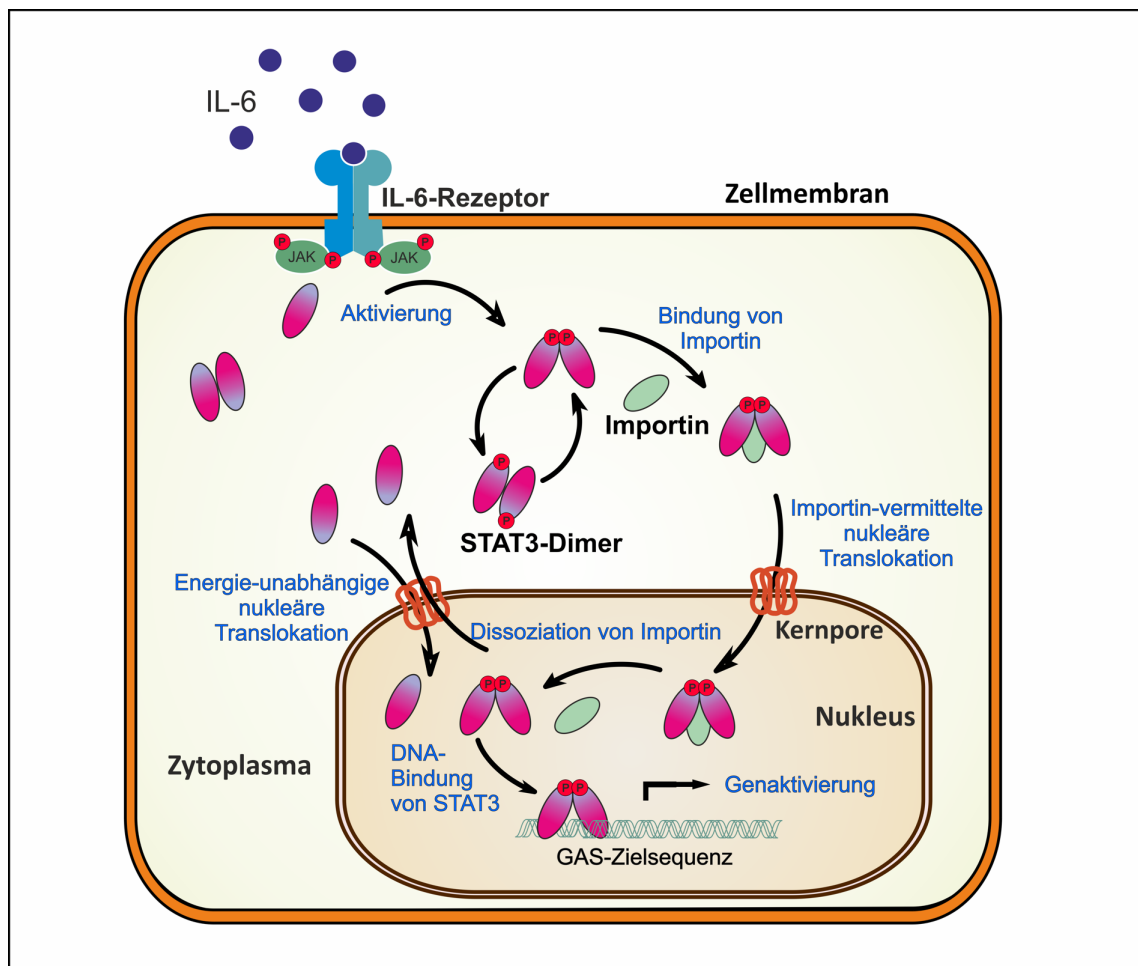 IL-6
IL-6-Rezeptor
Zellmembran
P
P
JAK
P
P
JAK
Aktivierung
Bindung von
Importin
P P
Importin
P P
P
P
STAT3-Dimer
Importin-vermittelte
nukleäre
Translokation
Energie-unabhängige
nukleäre
Translokation
Dissoziation von Importin
Kernpore
P P
P P
Nukleus
Zytoplasma
DNA-
Bindung
von STAT3
P P
Genaktivierung
GAS-Zielsequenz